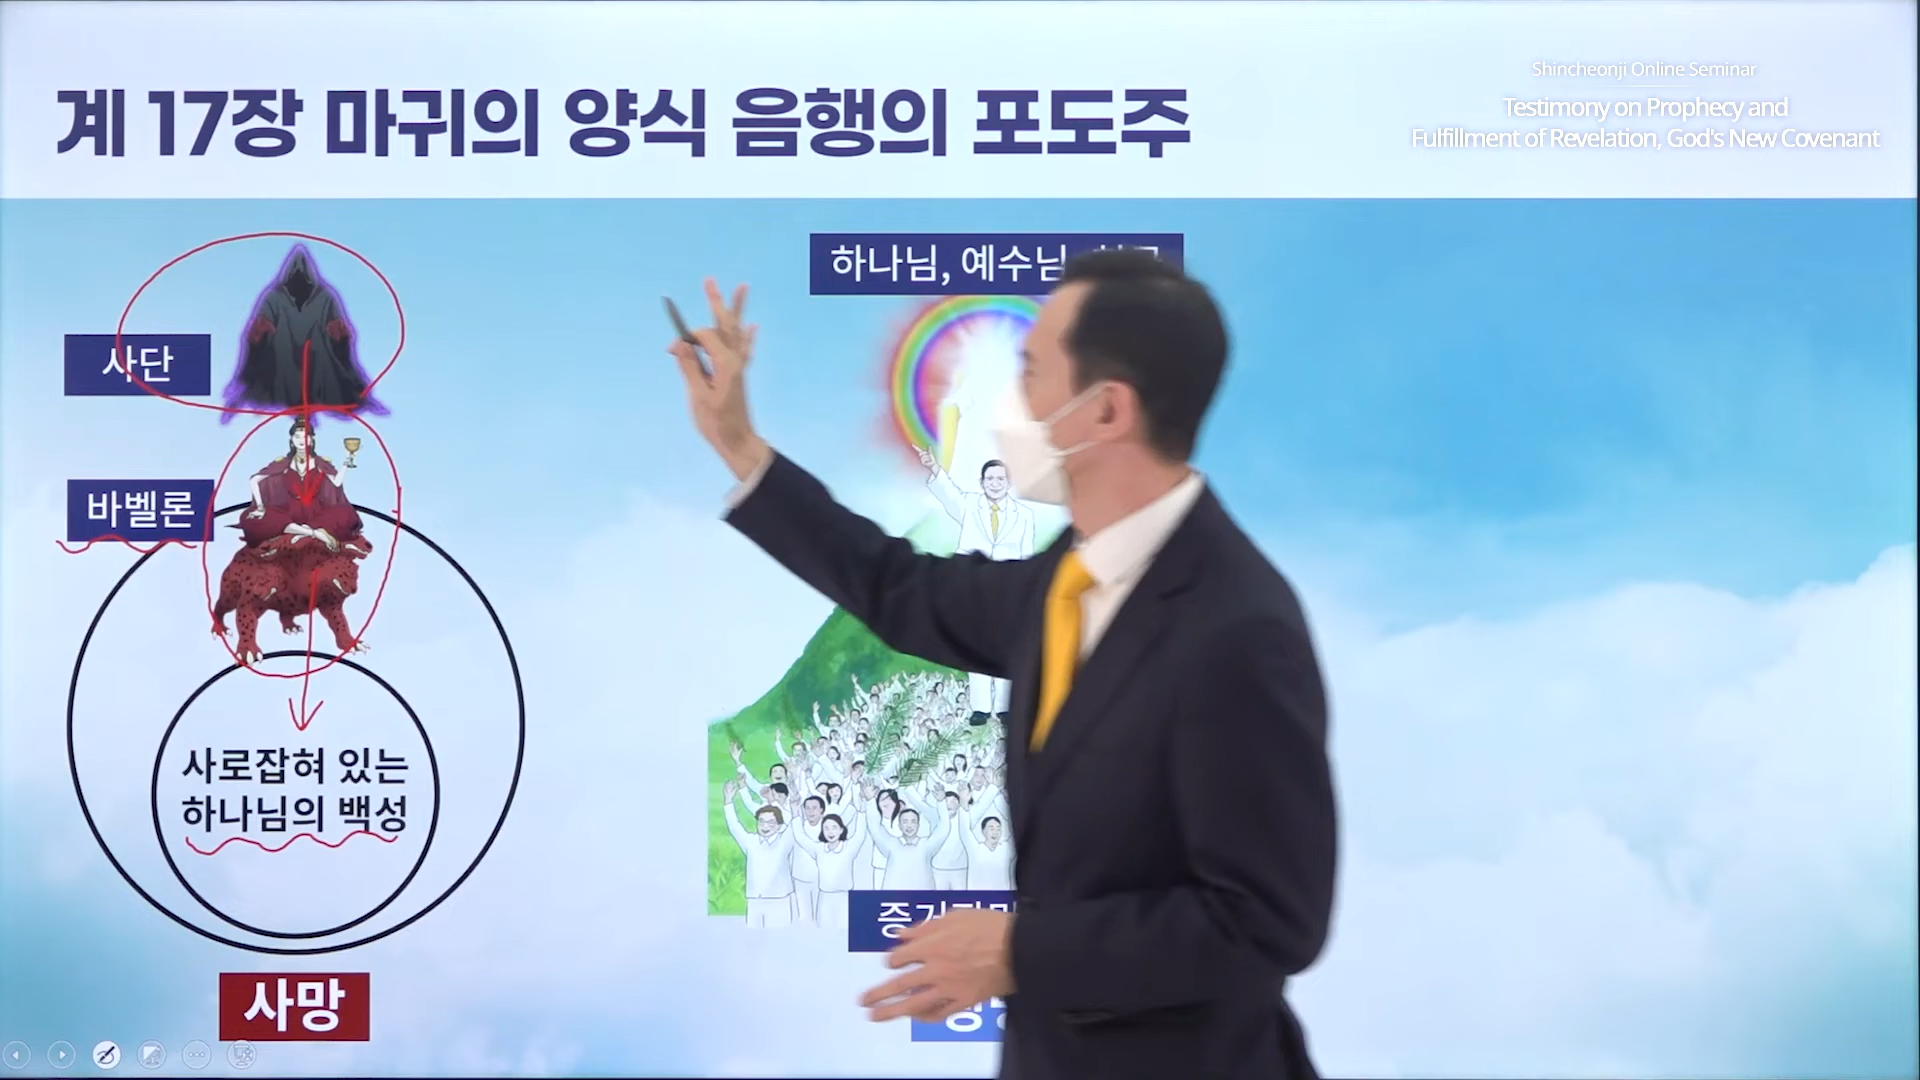 Shincheonji Online Seminar
Testimony on Prophecy and
Fulfillment of Revelation, God's New Covenant
계 17장 마귀의 양식 음행의 포도주
하나님, 예수님,
사단
바벨론
사로잡혀 있는
하나님의 백성
사망